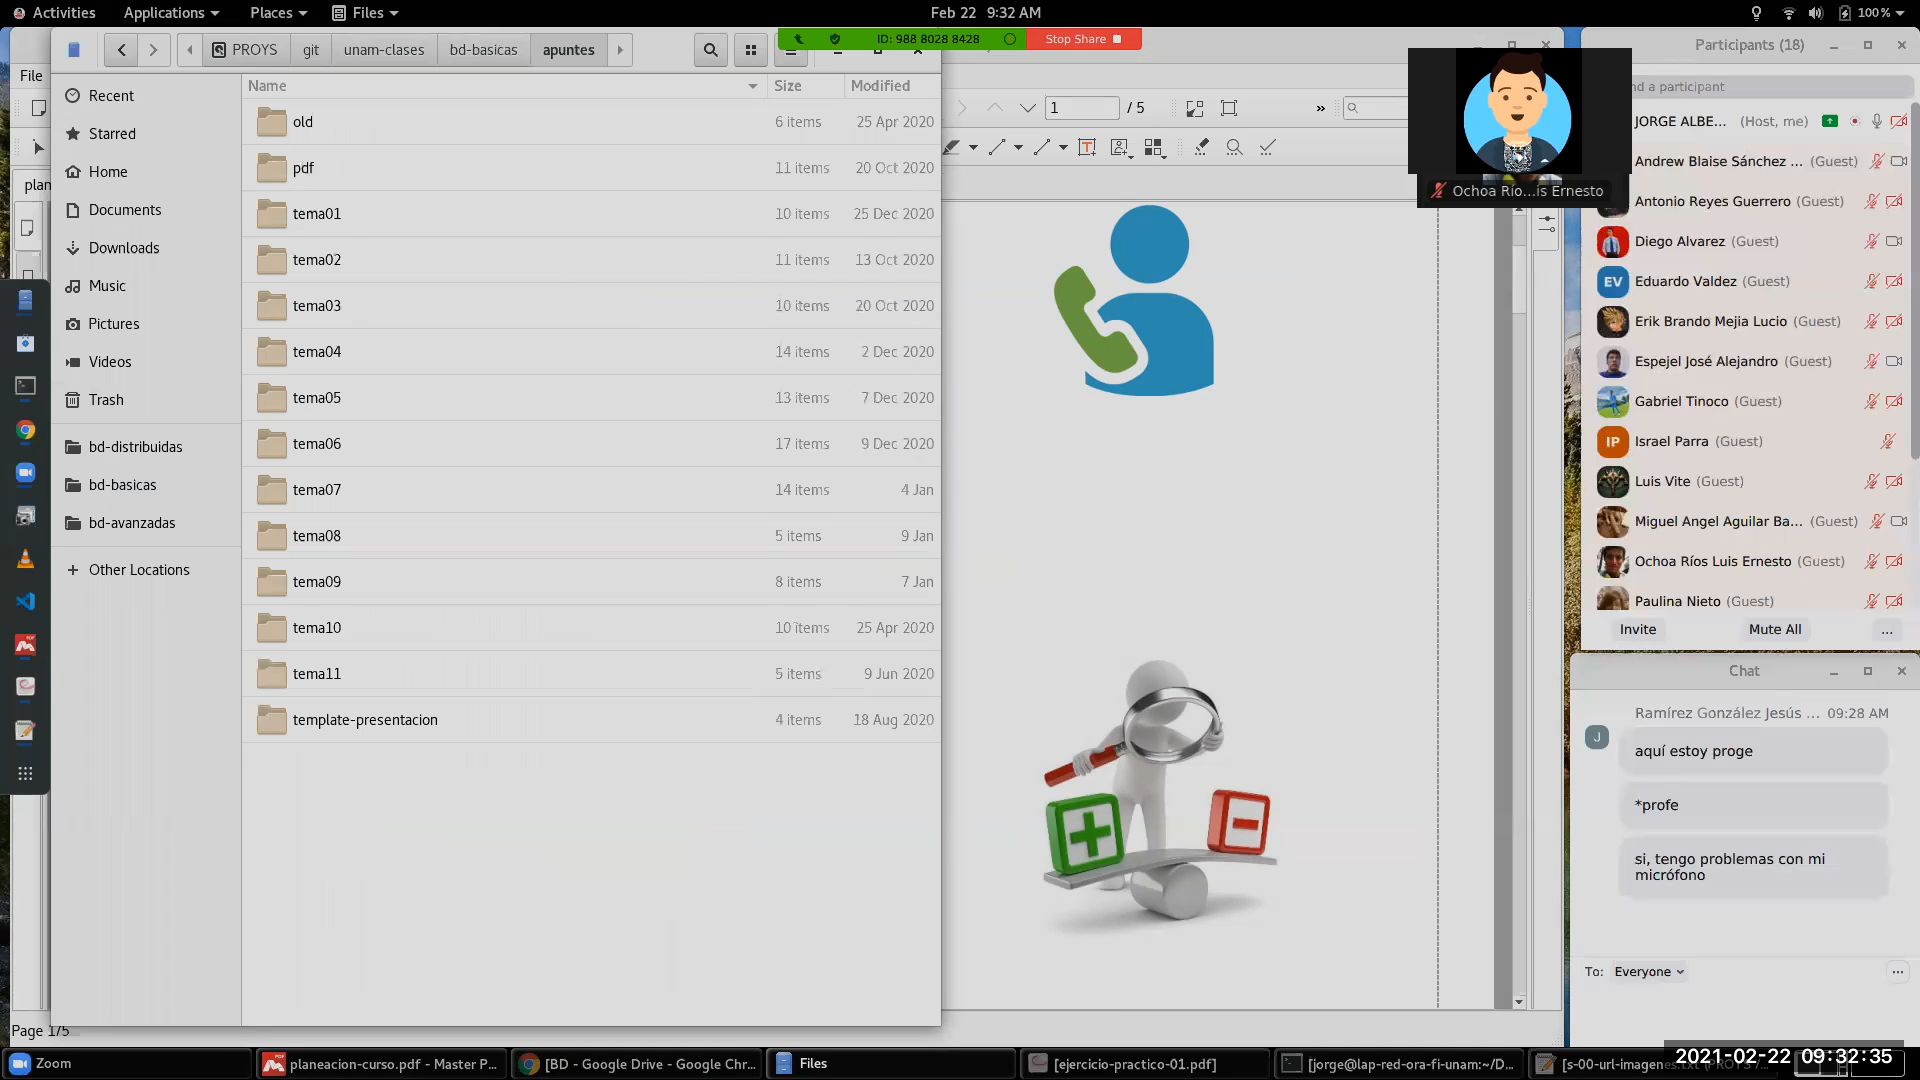 Activities
Applications
Places
Files
Feb 22 9:32 AM
100 %
PROYS
git
unam-clases
bd-basicas
apuntes
ID: 988 8028 8428
Stop Share
File
Name
Size
Modified
Recent
Starred
Home
Documents
Downloads
Music
Pictures
Videos
Trash
bd-distribuidas
bd-basicas
bd-avanzadas
+ Other Locations
old 6 items 25 Apr 2020
pdf 11 items 20 Oct 2020
tema01 10 items 25 Dec 2020
tema02 11 items 13 Oct 2020
tema03 10 items 20 Oct 2020
tema04 14 items 2 Dec 2020
tema05 13 items 7 Dec 2020
tema06 17 items 9 Dec 2020
tema07 14 items 4 Jan
tema08 5 items 9 Jan
tema09 8 items 7 Jan
tema10 10 items 25 Apr 2020
tema11 5 items 9 Jun 2020
template-presentacion 4 items 18 Aug 2020
1 / 5
»
Ochoa Río...is Ernesto
Participants (18)
JORGE ALBE... (Host, me)
Andrew Blaise Sánchez ... (Guest)
Antonio Reyes Guerrero (Guest)
Diego Alvarez (Guest)
EV Eduardo Valdez (Guest)
Erik Brando Mejia Lucio (Guest)
Espejel José Alejandro (Guest)
Gabriel Tinoco (Guest)
IP Israel Parra (Guest)
Luis Vite (Guest)
Miguel Angel Aguilar Ba... (Guest)
Ochoa Ríos Luis Ernesto (Guest)
Paulina Nieto (Guest)
Invite
Mute All
...
Chat
Ramírez González Jesús ... 09:28 AM
J
aquí estoy proge
*profe
si, tengo problemas con mi
micrófono
To: Everyone
Page 1/5
Zoom
planeacion-curso.pdf - Master P...
[BD - Google Drive - Google Chr...
Files
[ejercicio-practico-01.pdf]
[jorge@lap-red-ora-fi-unam:~/D...
2021-02-22 09:32:35